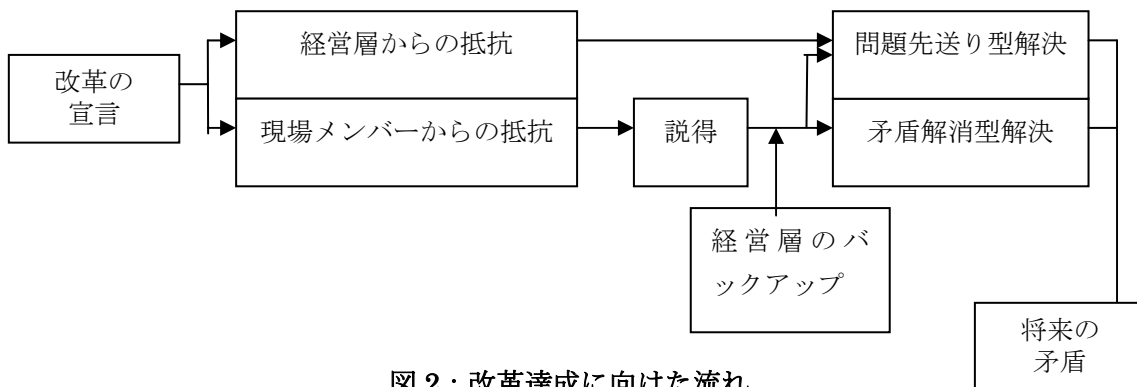 改革の
宣言
経営層からの抵抗
現場メンバーからの抵抗
説得
経営層のバ
ックアップ
問題先送り型解決
矛盾解消型解決
将来の
矛盾
図2：改革達成に向けた流れ